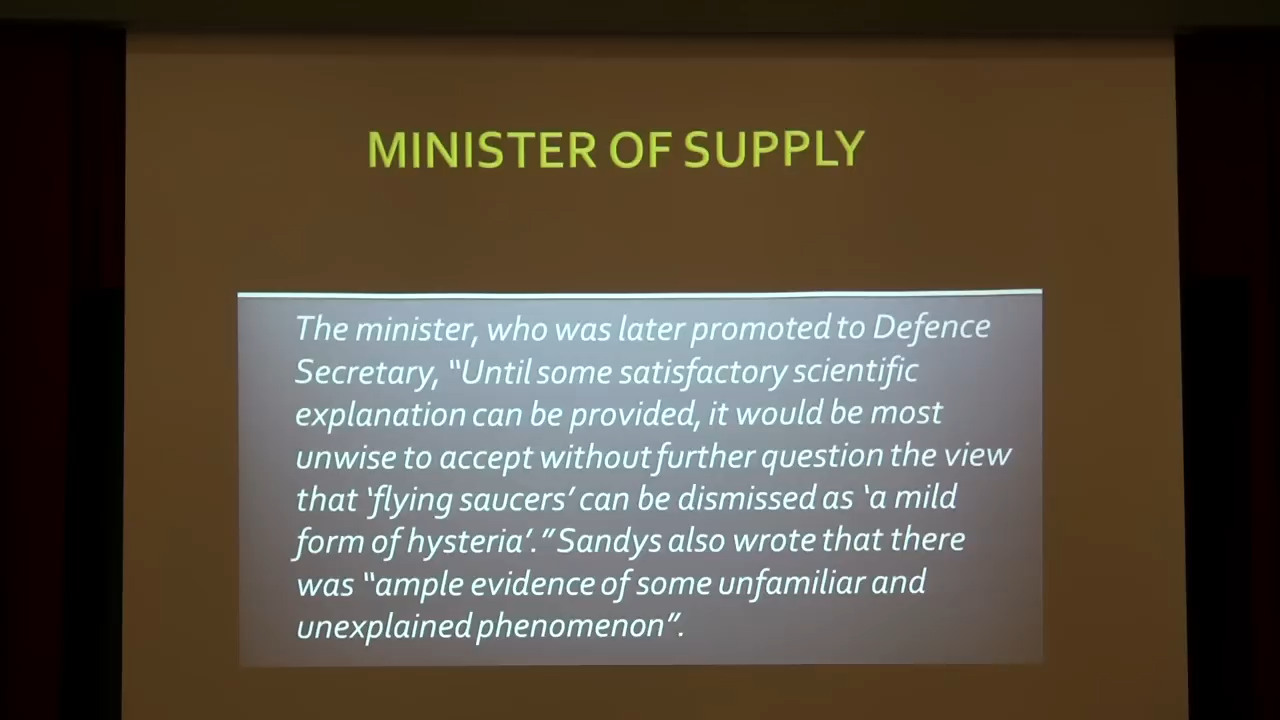 MINISTER OF SUPPLY
The minister, who was later promoted to Defence
Secretary, “Until some satisfactory scientific
explanation can be provided, it would be most
unwise to accept without further question the view
that ‘flying saucers’ can be dismissed as ‘a mild
form of hysteria’.” Sandys also wrote that there
was “ample evidence of some unfamiliar and
unexplained phenomenon”.